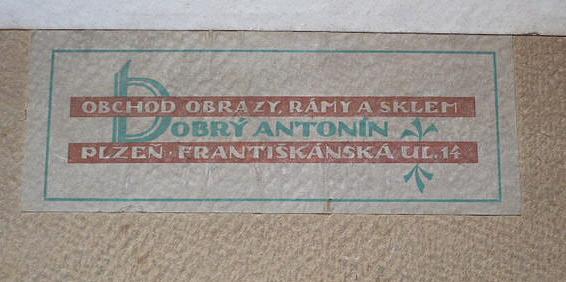 OBCHOD OBRAZY, RÁMY A SKLEM
DOBRÝ ANTONÍN
PLZEŇ · FRANTIŠKÁNSKÁ UL. 14